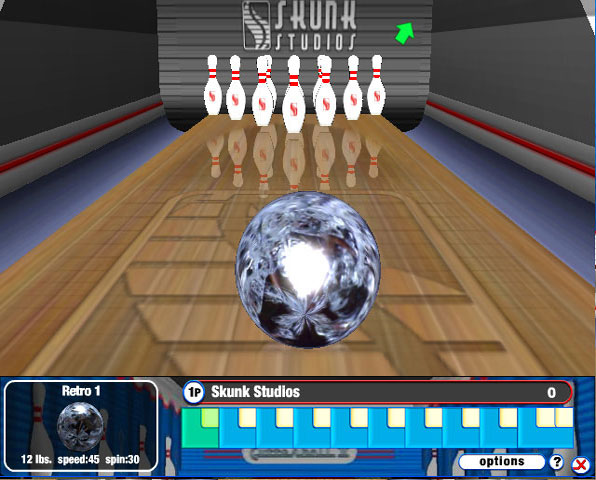 SKUNK
STUDIOS
Retro 1
12 lbs. speed:45 spin:30
1P Skunk Studios 0
options ?